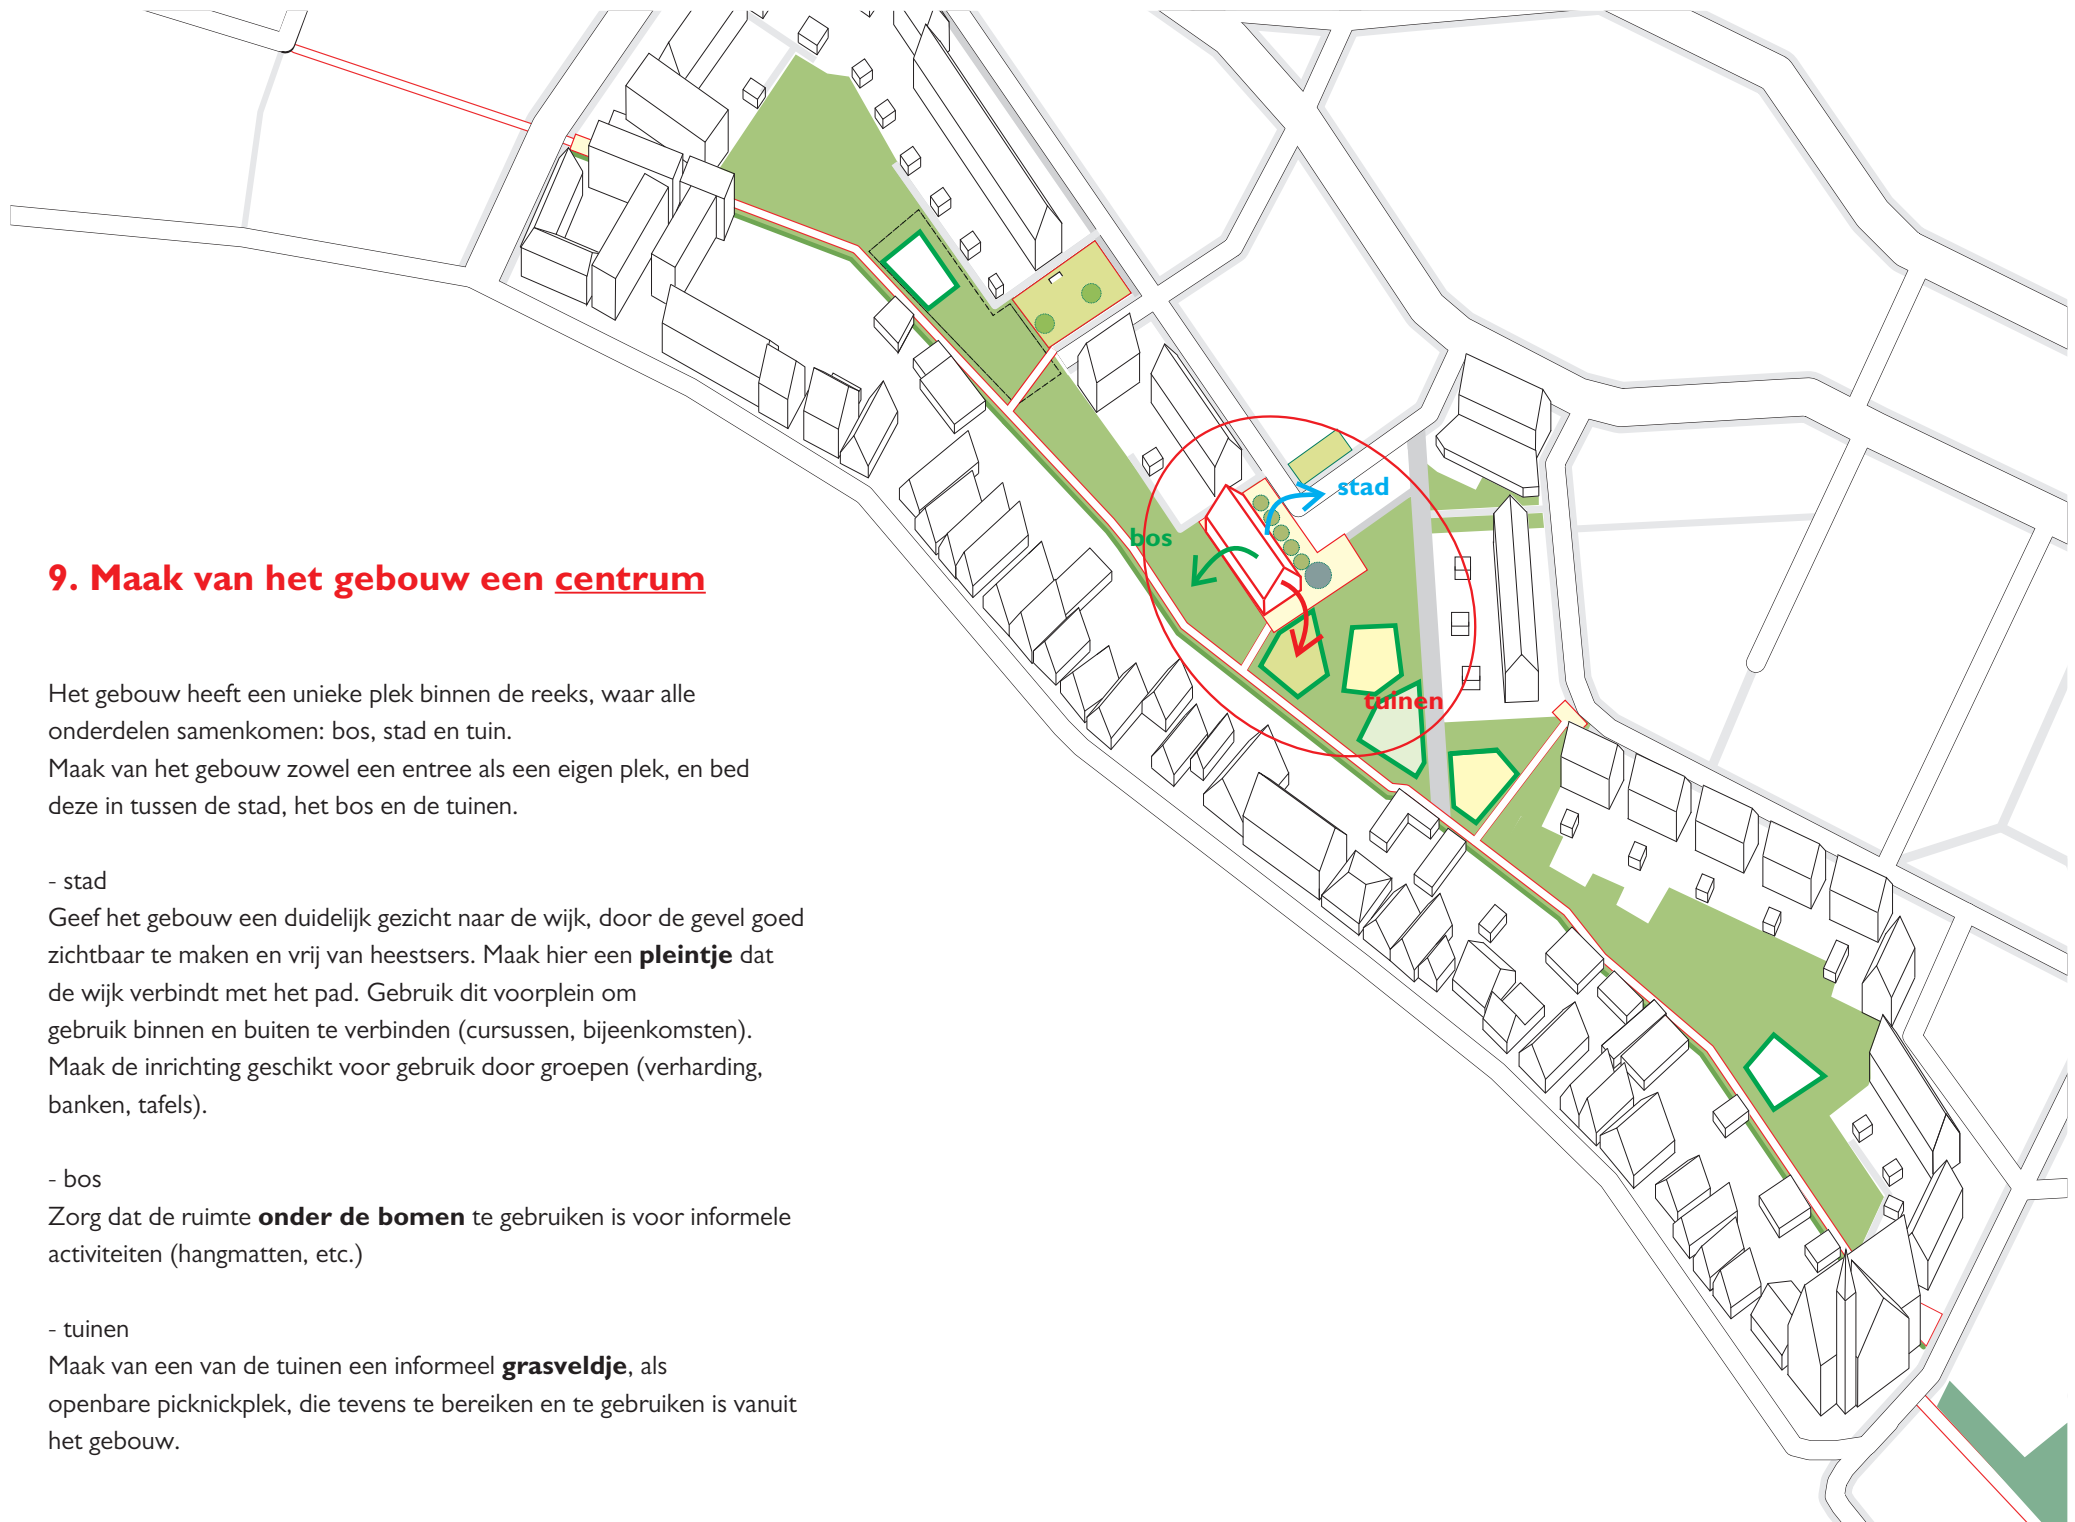 9. Maak van het gebouw een centrum
Het gebouw heeft een unieke plek binnen de reeks, waar alle
onderdelen samenkomen: bos, stad en tuin.
Maak van het gebouw zowel een entree als een eigen plek, en bed
deze in tussen de stad, het bos en de tuinen.
- stad
Geef het gebouw een duidelijk gezicht naar de wijk, door de gevel goed
zichtbaar te maken en vrij van heestsers. Maak hier een pleintje dat
de wijk verbindt met het pad. Gebruik dit voorplein om
gebruik binnen en buiten te verbinden (cursussen, bijeenkomsten).
Maak de inrichting geschikt voor gebruik door groepen (verharding,
banken, tafels).
- bos
Zorg dat de ruimte onder de bomen te gebruiken is voor informele
activiteiten (hangmatten, etc.)
- tuinen
Maak van een van de tuinen een informeel grasveldje, als
openbare picknickplek, die tevens te bereiken en te gebruiken is vanuit
het gebouw.
stad
bos
tuinen